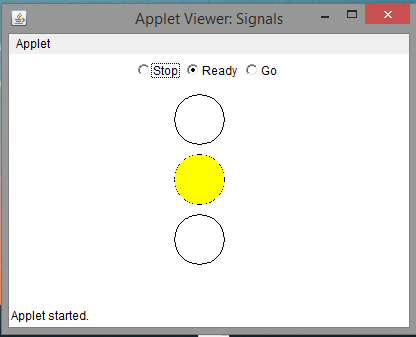 Applet Viewer: Signals
Applet
Stop Ready Go
Applet started.